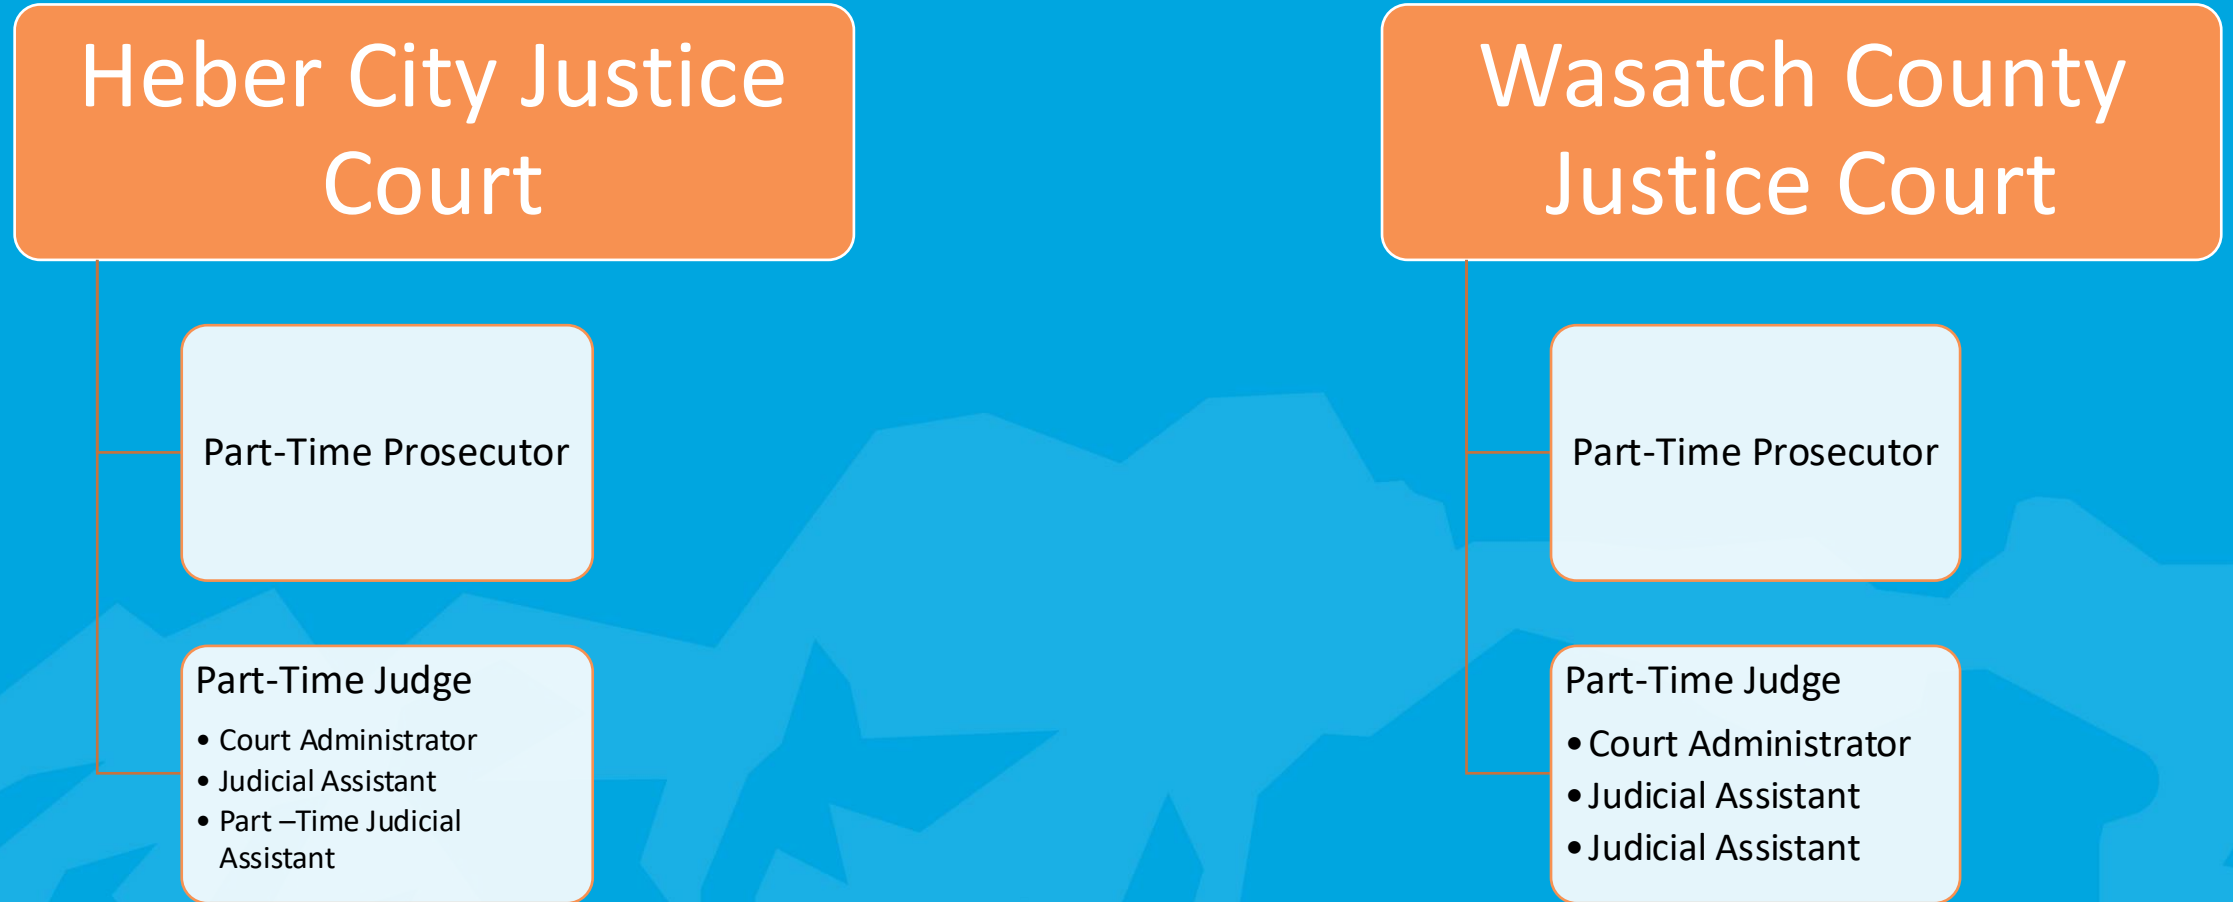 Heber City Justice
Court
Part-Time Prosecutor
Part-Time Judge
• Court Administrator
• Judicial Assistant
• Part –Time Judicial
Assistant
Wasatch County
Justice Court
Part-Time Prosecutor
Part-Time Judge
• Court Administrator
• Judicial Assistant
• Judicial Assistant